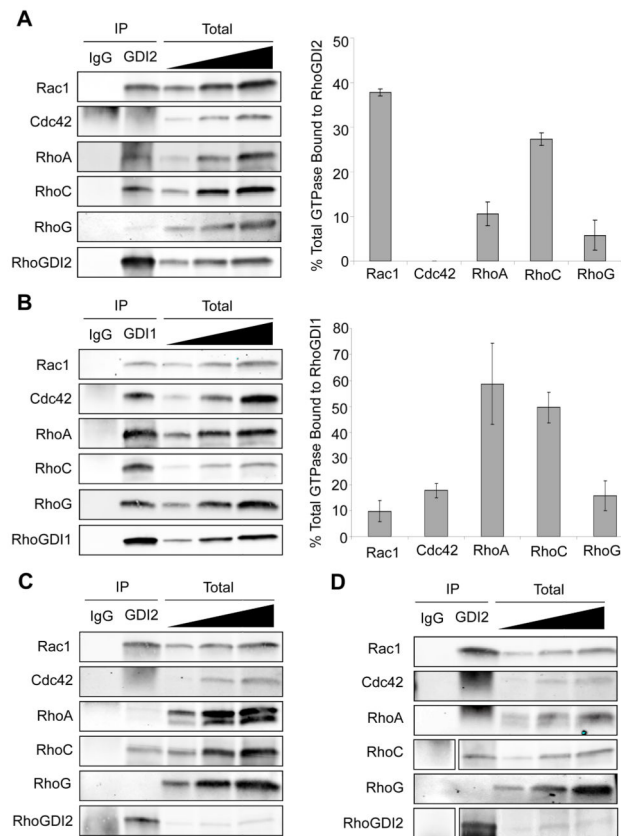 A
IP Total
IgG GDI2
Rac1
Cdc42
RhoA
RhoC
RhoG
RhoGDI2
% Total GTPase Bound to RhoGDI2
40
30
20
10
0
Rac1 Cdc42 RhoA RhoC RhoG
B
IP Total
IgG GDI1
Rac1
Cdc42
RhoA
RhoC
RhoG
RhoGDI1
% Total GTPase Bound to RhoGDI1
80
70
60
50
40
30
20
10
0
Rac1 Cdc42 RhoA RhoC RhoG
C
IP Total
IgG GDI2
Rac1
Cdc42
RhoA
RhoC
RhoG
RhoGDI2
D
IP Total
IgG GDI2
Rac1
Cdc42
RhoA
RhoC
RhoG
RhoGDI2